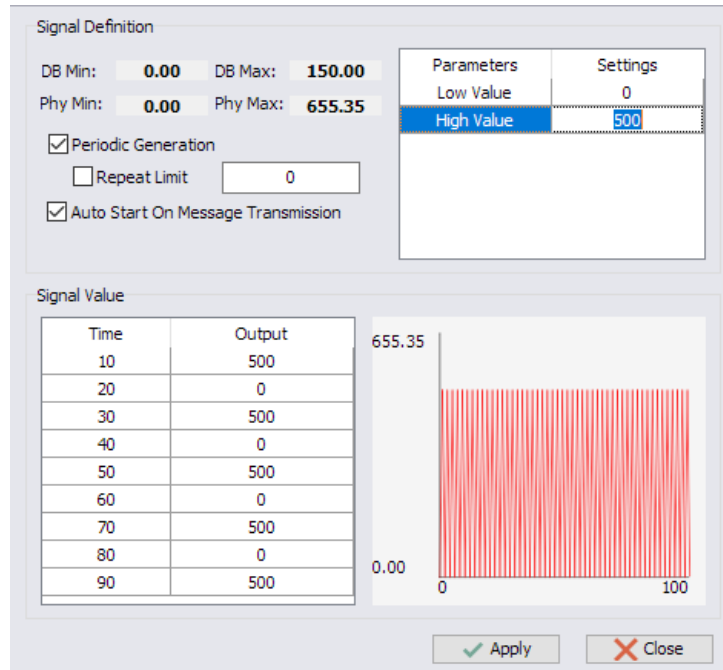 Signal Definition
DB Min: 0.00 DB Max: 150.00
Phy Min: 0.00 Phy Max: 655.35
Periodic Generation
Repeat Limit 0
Auto Start On Message Transmission
Parameters Settings
Low Value 0
High Value 500
Signal Value
Time Output
10 500
20 0
30 500
40 0
50 500
60 0
70 500
80 0
90 500
655.35
0.00
0 100
Apply Close